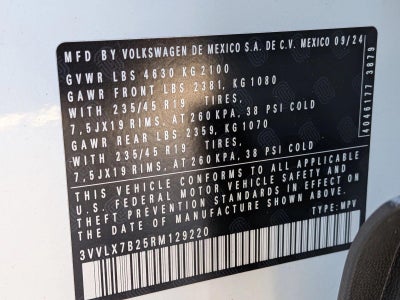 MFD BY VOLKSWAGEN DE MEXICO S.A. DE C.V. MEXICO 09/24
GVWR LBS 4630 KG 2100
GAWR FRONT LBS 2381, KG 1080
WITH 235/45 R19 TIRES,
7,5JX19 RIMS, AT 260 KPA, 38 PSI COLD
GAWR REAR LBS 2359, KG 1070
WITH 235/45 R19 TIRES,
7,5JX19 RIMS, AT 260 KPA, 38 PSI COLD
THIS VEHICLE CONFORMS TO ALL APPLICABLE
U.S. FEDERAL MOTOR VEHICLE SAFETY AND
THEFT PREVENTION STANDARDS IN EFFECT ON
THE DATE OF MANUFACTURE SHOWN ABOVE.
3VVLX7B25RM129220 TYPE: MPV
4046177 3879